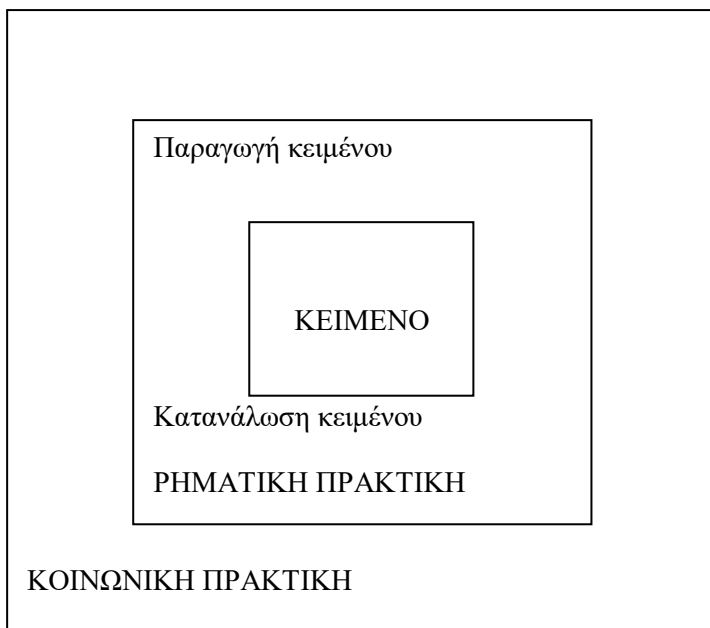 Παραγωγή κειμένου
ΚΕΙΜΕΝΟ
Κατανάλωση κειμένου
ΡΗΜΑΤΙΚΗ ΠΡΑΚΤΙΚΗ
ΚΟΙΝΩΝΙΚΗ ΠΡΑΚΤΙΚΗ